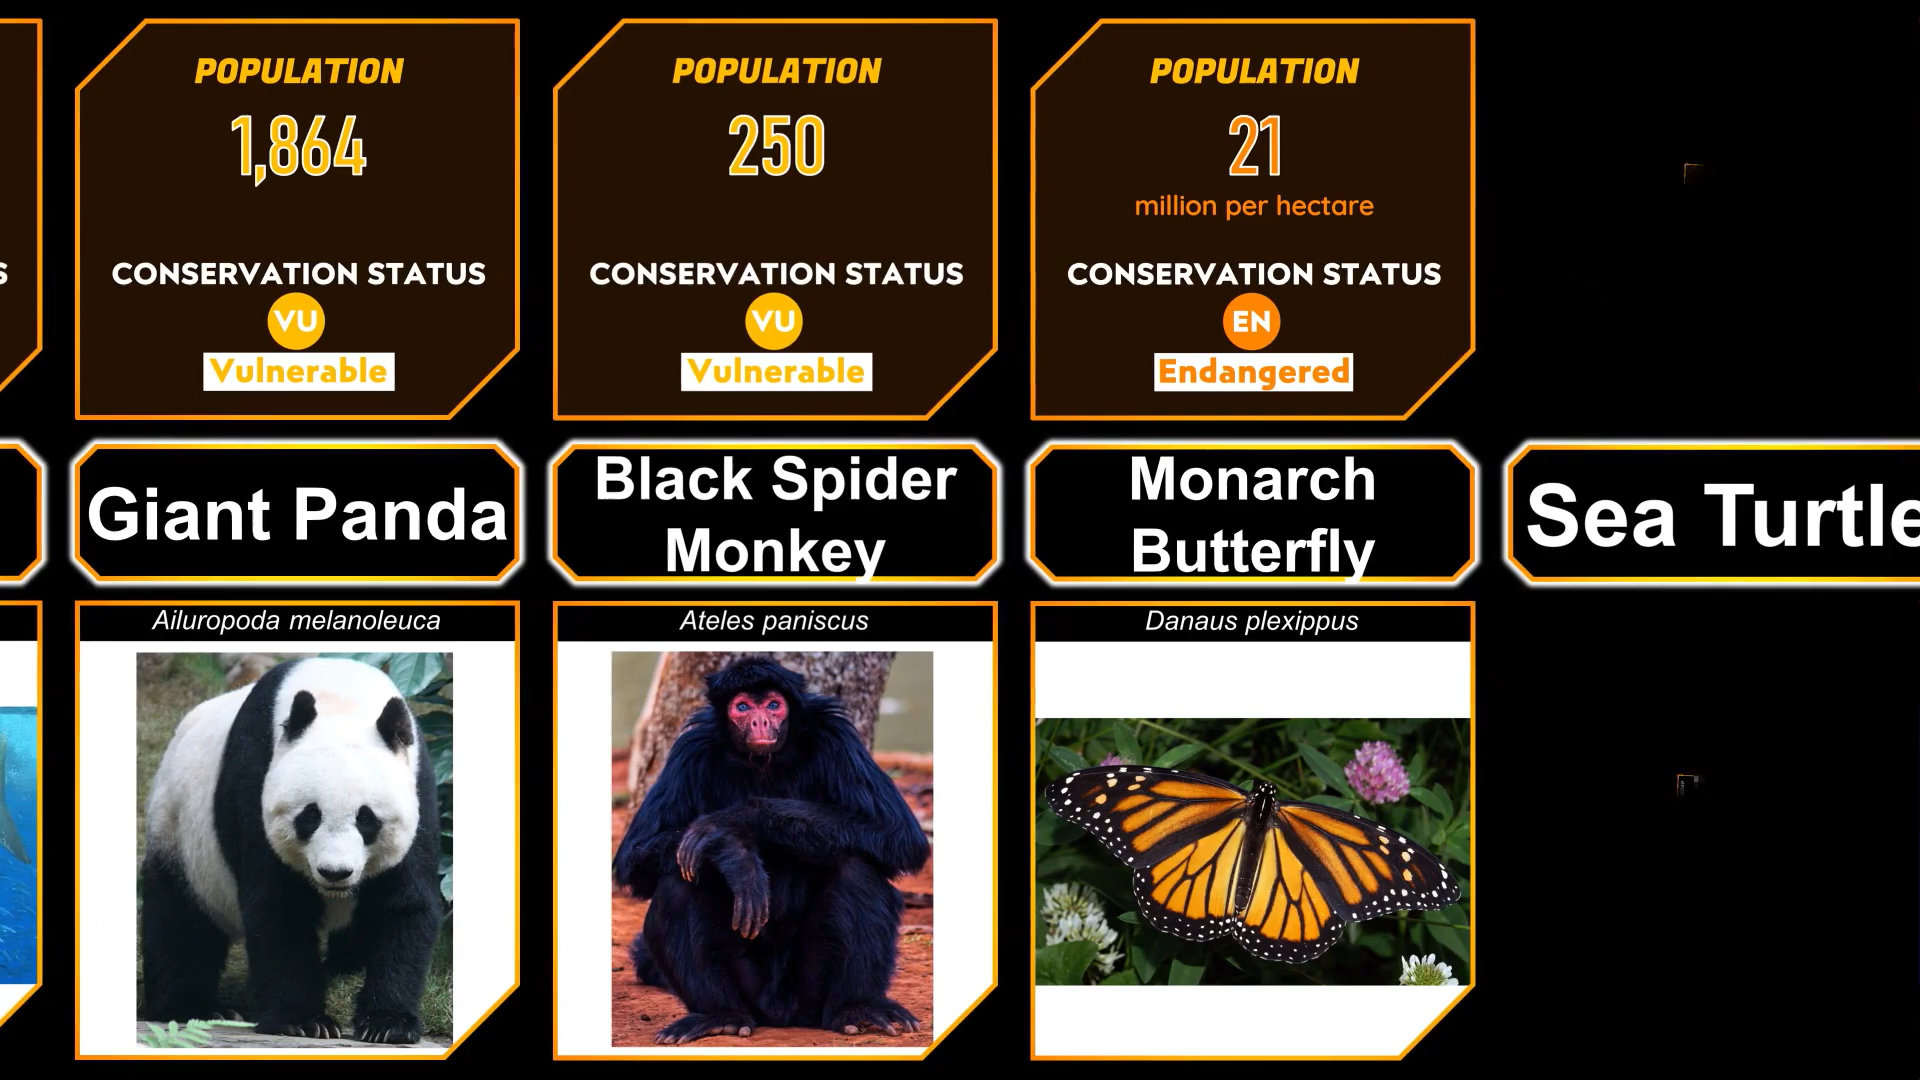 POPULATION
1,864
CONSERVATION STATUS
VU
Vulnerable
Giant Panda
Ailuropoda melanoleuca
POPULATION
250
CONSERVATION STATUS
VU
Vulnerable
Black Spider
Monkey
Ateles paniscus
POPULATION
21
million per hectare
CONSERVATION STATUS
EN
Endangered
Monarch
Butterfly
Danaus plexippus
Sea Turtle
S